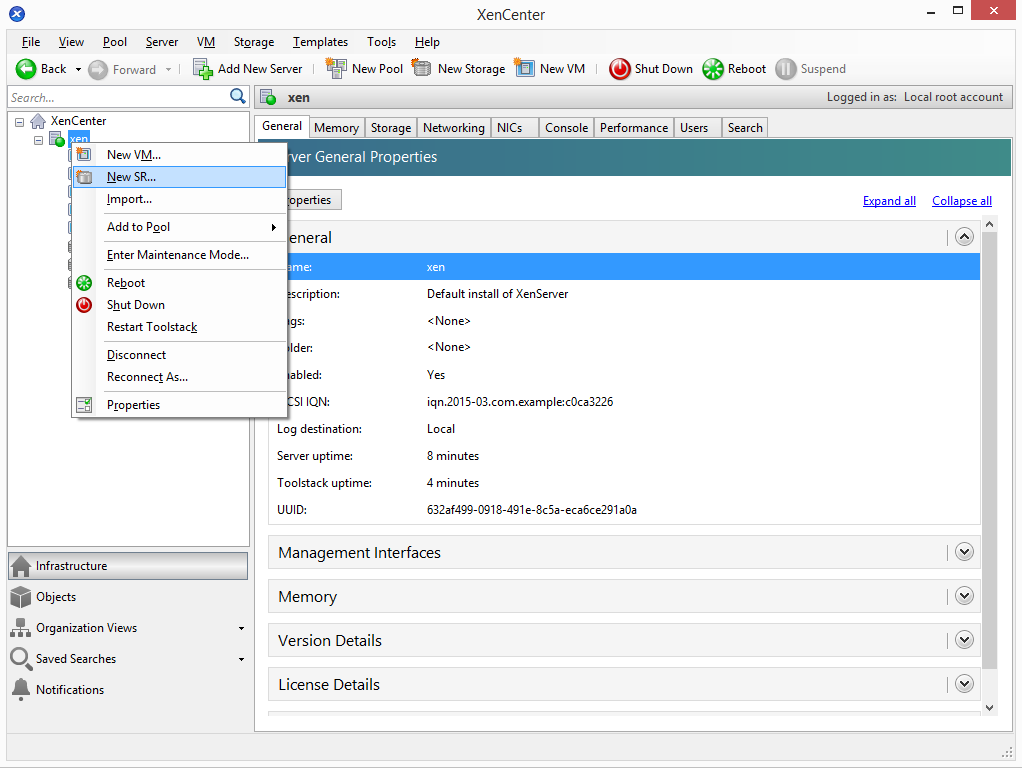 XenCenter
File View Pool Server VM Storage Templates Tools Help
Back Forward Add New Server New Pool New Storage New VM Shut Down Reboot Suspend
Search...
xen Logged in as: Local root account
XenCenter
xen
General Memory Storage Networking NICs Console Performance Users Search
New VM...
New SR...
Import...
Add to Pool
Enter Maintenance Mode...
Reboot
Shut Down
Restart Toolstack
Disconnect
Reconnect As...
Properties
rver General Properties
operties Expand all Collapse all
eneral
ame: xen
escription: Default install of XenServer
ags: <None>
older: <None>
abled: Yes
CSI IQN: iqn.2015-03.com.example:c0ca3226
Log destination: Local
Server uptime: 8 minutes
Toolstack uptime: 4 minutes
UUID: 632af499-0918-491e-8c5a-eca6ce291a0a
Management Interfaces
Memory
Version Details
License Details
Infrastructure
Objects
Organization Views
Saved Searches
Notifications